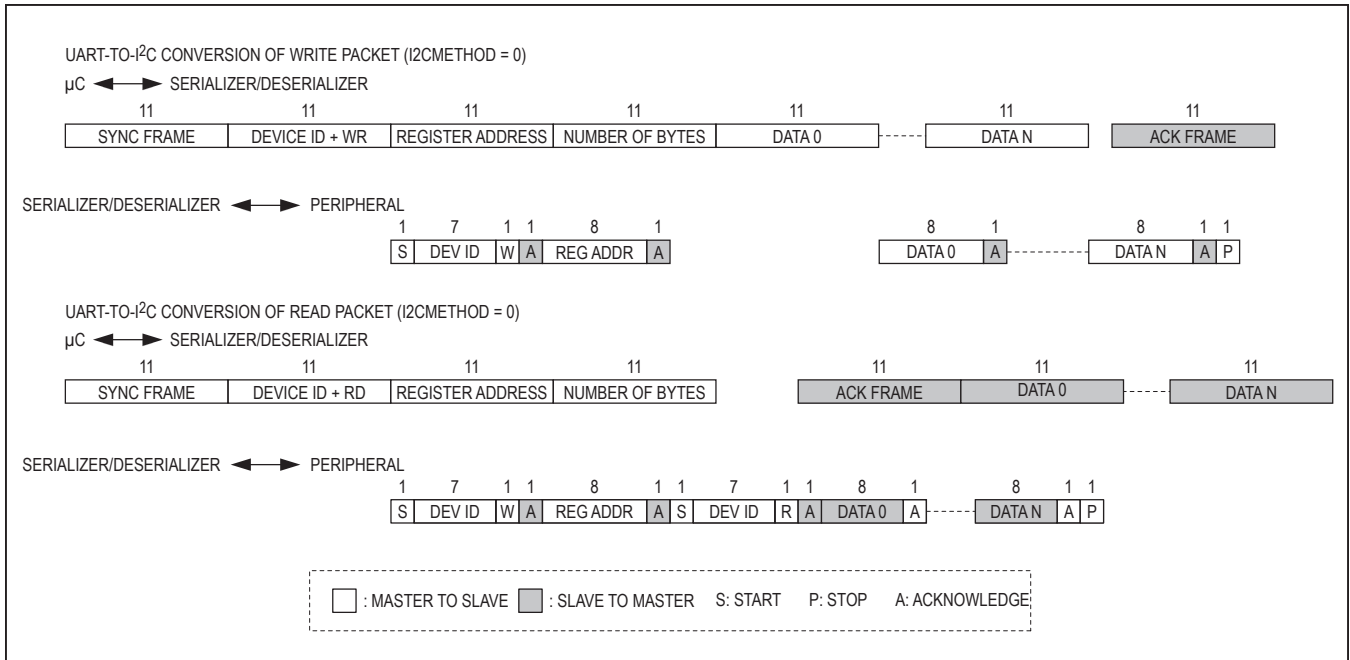 UART-TO-I2C CONVERSION OF WRITE PACKET (I2CMETHOD = 0)
µC SERIALIZER/DESERIALIZER
11 11 11 11 11 11 11
SYNC FRAME DEVICE ID + WR REGISTER ADDRESS NUMBER OF BYTES DATA 0 DATA N ACK FRAME
SERIALIZER/DESERIALIZER PERIPHERAL
1 7 1 1 8 1 8 1 8 1 1
S DEV ID W A REG ADDR A DATA 0 A DATA N A P
UART-TO-I2C CONVERSION OF READ PACKET (I2CMETHOD = 0)
µC SERIALIZER/DESERIALIZER
11 11 11 11 11 11 11
SYNC FRAME DEVICE ID + RD REGISTER ADDRESS NUMBER OF BYTES ACK FRAME DATA 0 DATA N
SERIALIZER/DESERIALIZER PERIPHERAL
1 7 1 1 8 1 1 7 1 1 8 1 8 1 1
S DEV ID W A REG ADDR A S DEV ID R A DATA 0 A DATA N A P
: MASTER TO SLAVE : SLAVE TO MASTER S: START P: STOP A: ACKNOWLEDGE